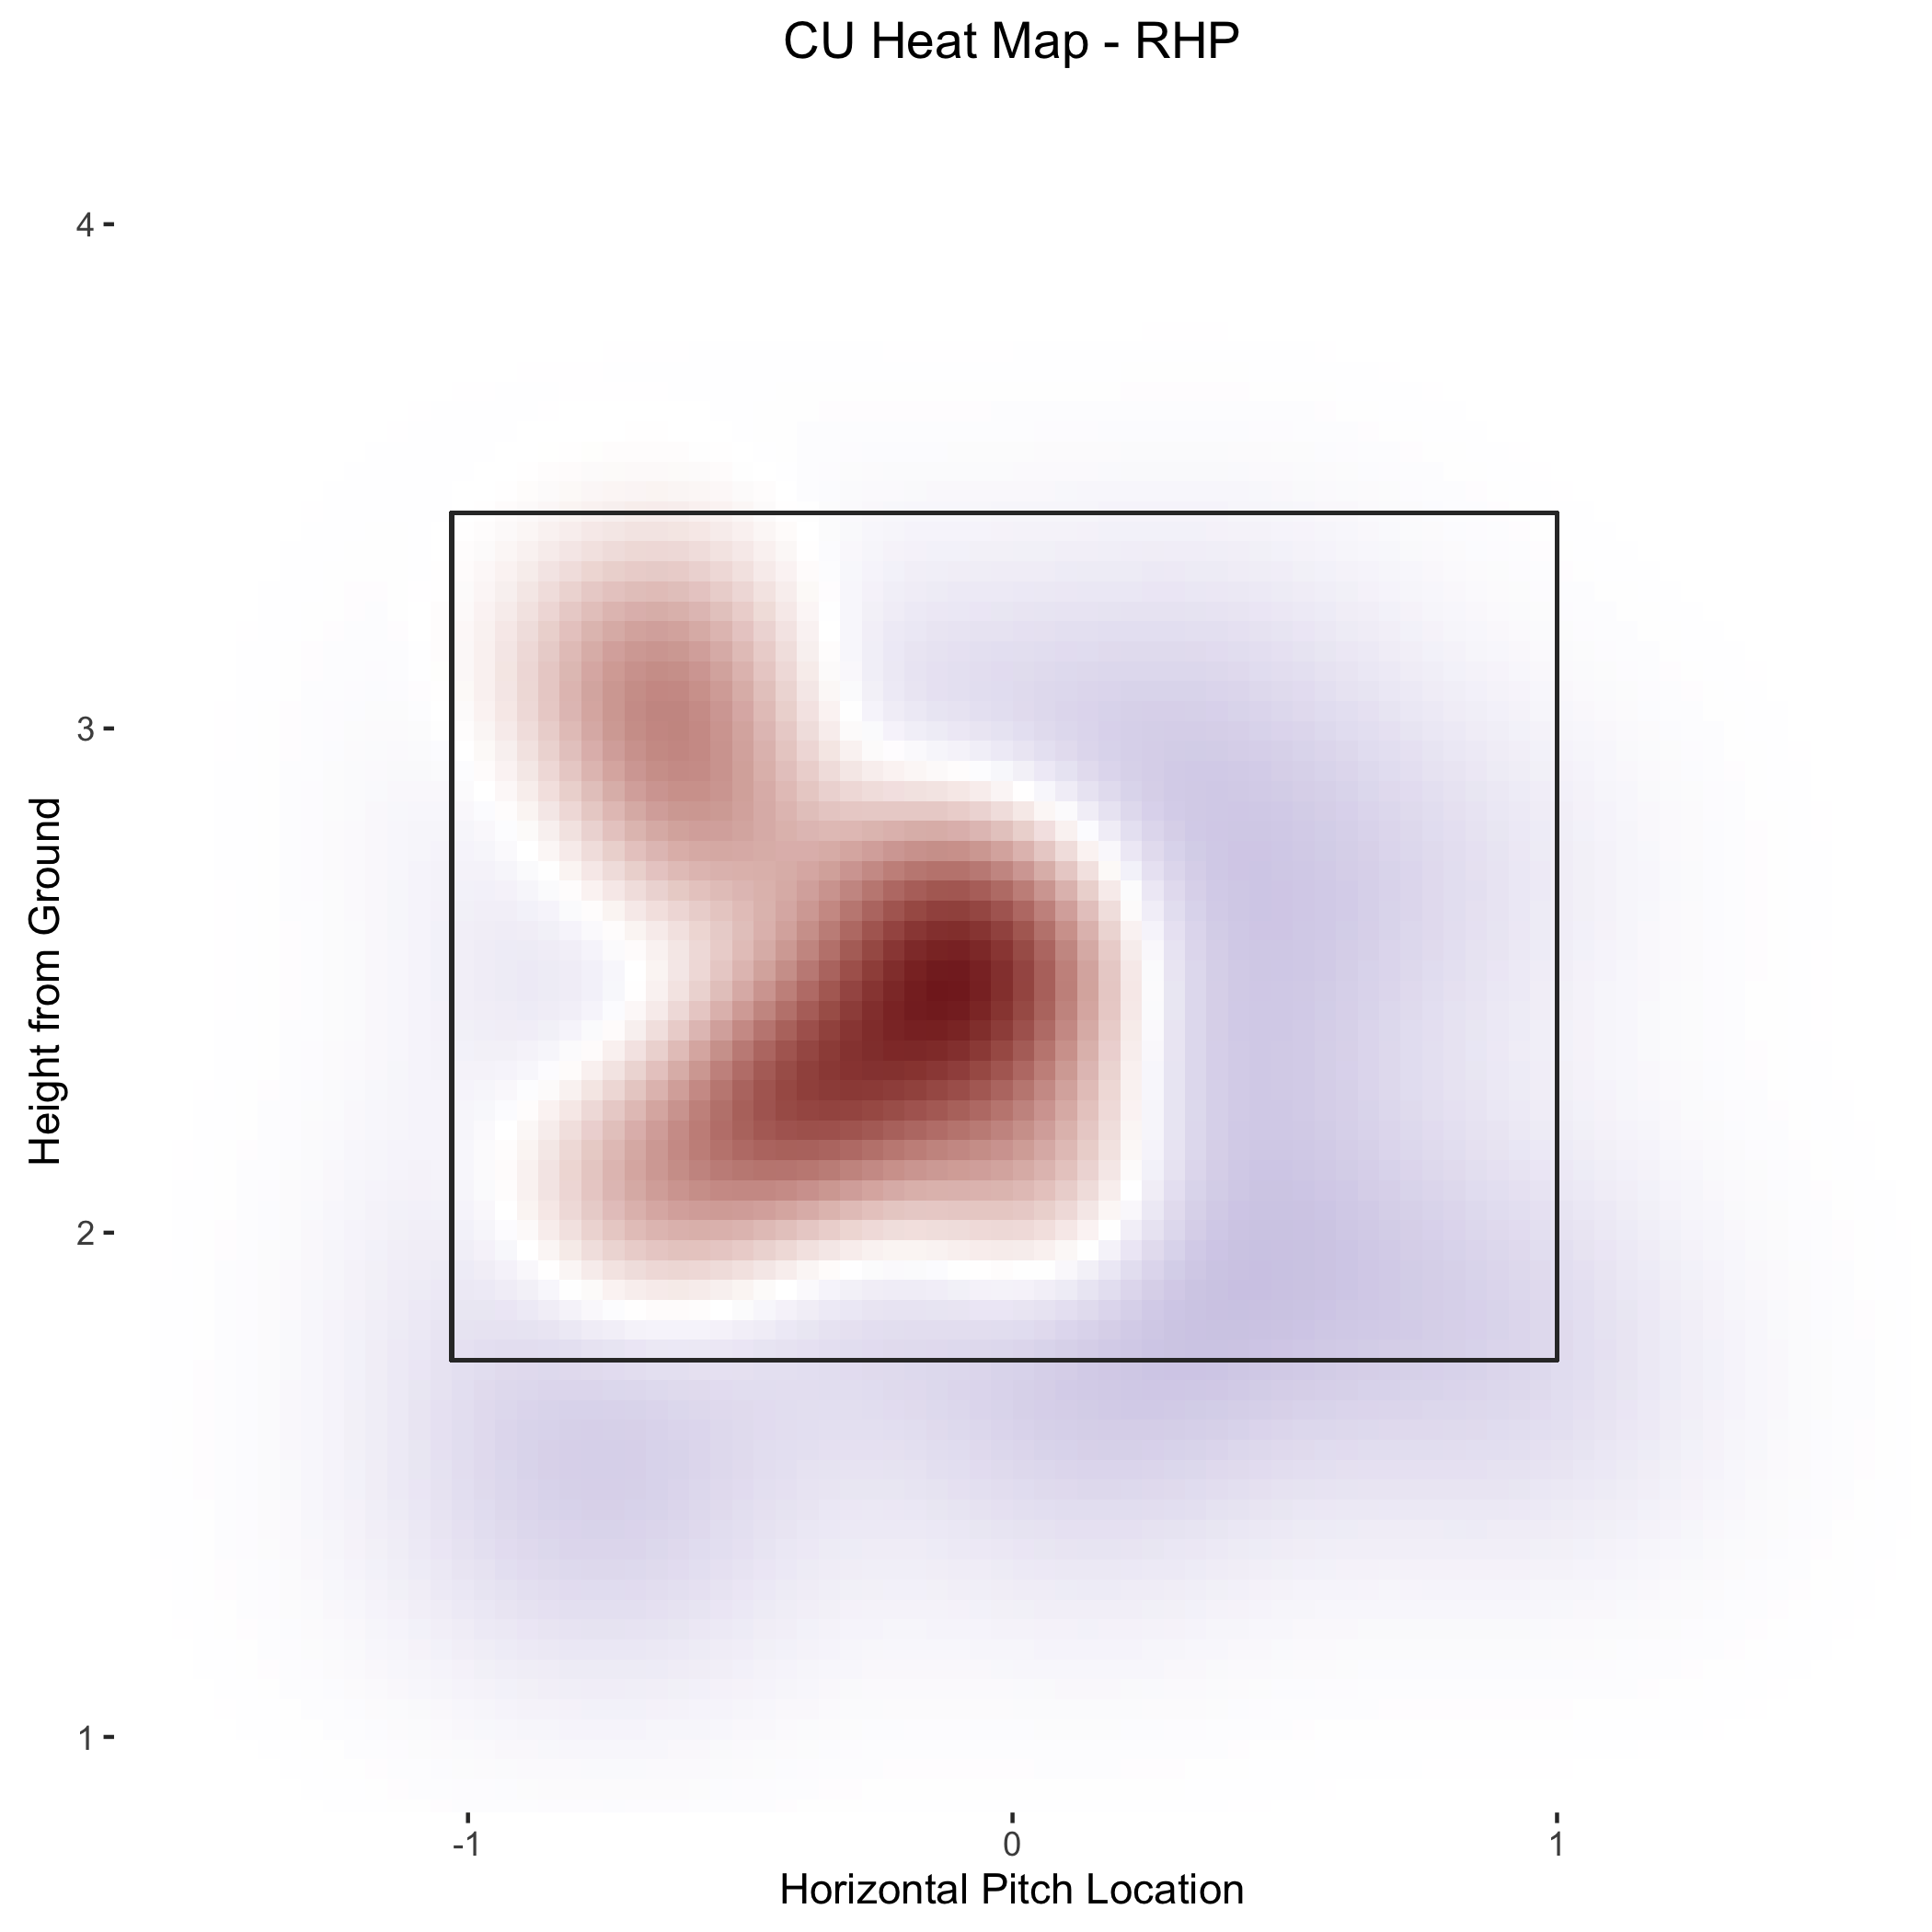 CU Heat Map - RHP
4
3
2
1
Height from Ground
-1 0 1
Horizontal Pitch Location